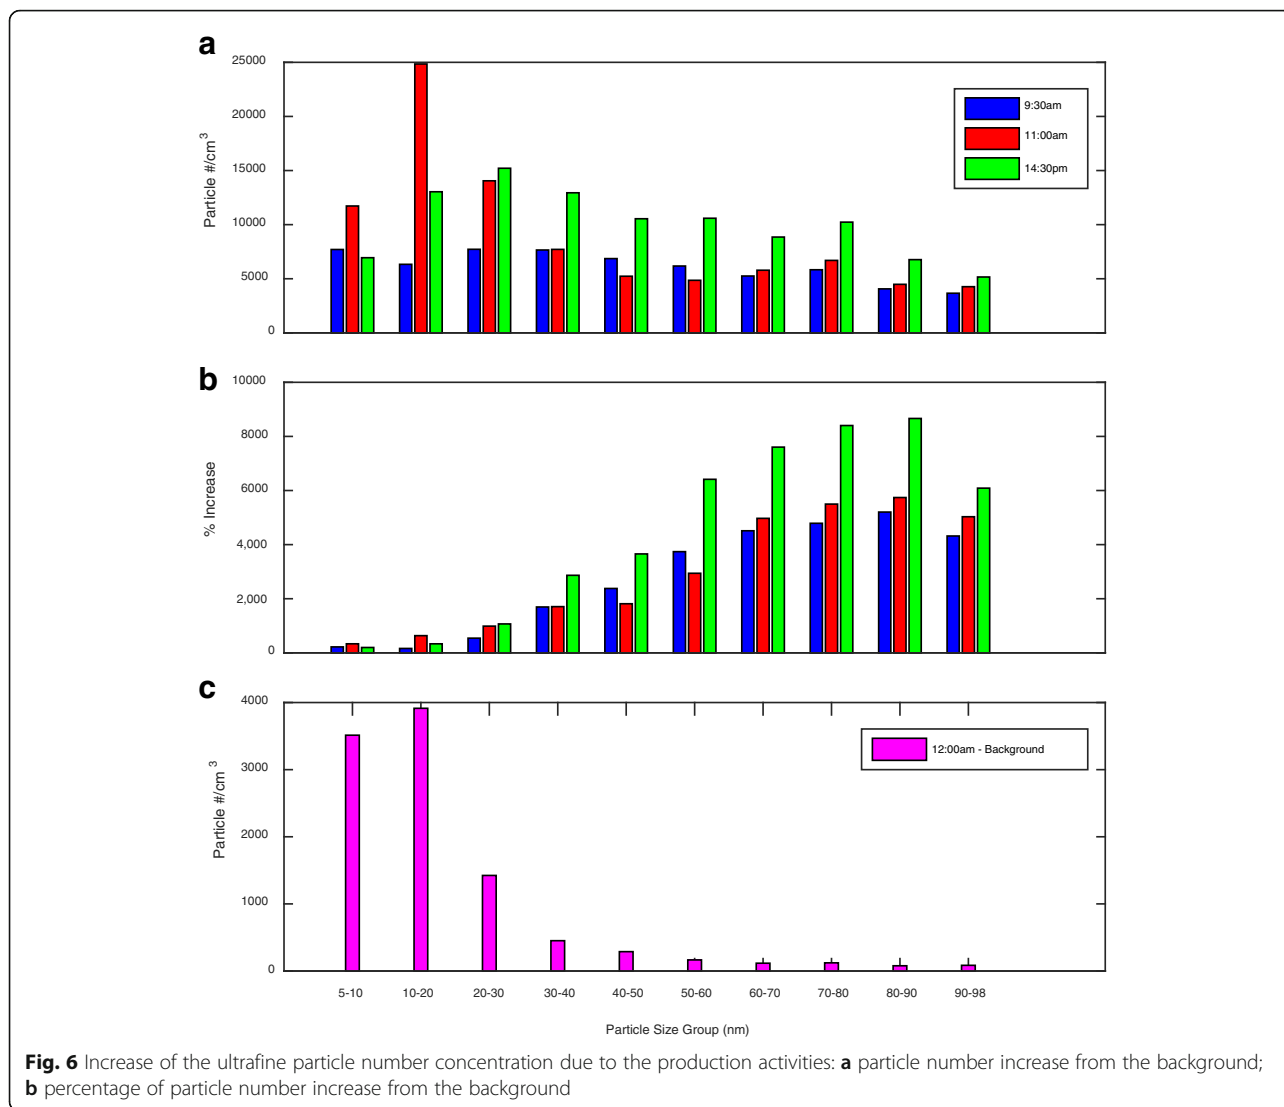 a
25000
20000
15000
10000
5000
0
Particle #/cm3
9:30am
11:00am
14:30pm
b
10000
8000
6000
4,000
2,000
0
% Increase
c
4000
3000
2000
1000
0
Particle #/cm 3
12:00am - Background
5-10 10-20 20-30 30-40 40-50 50-60 60-70 70-80 80-90 90-98
Particle Size Group (nm)
Fig. 6 Increase of the ultrafine particle number concentration due to the production activities: a particle number increase from the background;
b percentage of particle number increase from the background